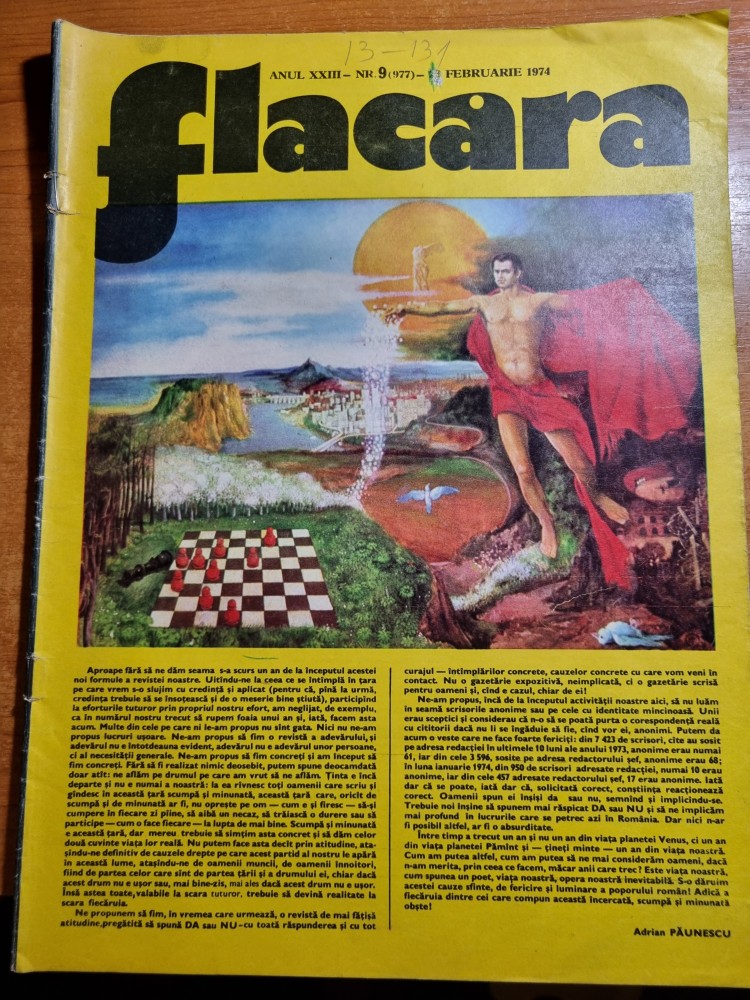 13-131
ANUL XXIII - NR. 9 (977) - FEBRUARIE 1974
flacăra
Aproape fără să ne dăm seama s-a scurs un an de la începutul acestei
noi formule a revistei noastre. Uitîndu-ne la ceea ce se întîmplă în țara
pe care vrem s-o slujim cu credință și aplicat (pentru că, pînă la urmă,
credința trebuie să se însoțească și de o meserie bine știută), participînd
la eforturile tuturor prin propriul nostru efort, am neglijat, de exemplu,
ca în numărul nostru trecut să rupem foaia unui an și, iată, facem asta
acum. Multe din cele pe care ni le-am propus nu sînt gata. Nici nu ne-am
propus lucruri ușoare. Ne-am propus să fim o revistă a adevărului, și
adevărul nu e întotdeauna evident, adevărul nu e adevărul unor persoane,
ci al necesității generale. Ne-am propus să fim concreți și am început să
fim concreți. Fără să fi realizat nimic deosebit, putem spune deocamdată
doar atît: ne aflăm pe drumul pe care am vrut să ne aflăm. Ținta e încă
departe și nu e numai a noastră: la ea rîvnesc toți oamenii care scriu și
gîndesc în această țară scumpă și minunată, această țară care, oricît de
scumpă și de minunată ar fi, nu oprește pe om — cum e și firesc — să-și
cumpere în fiecare zi pîine, să aibă un necaz, să trăiască o durere sau să
participe — cum o face fiecare — la lupta de mai bine. Scumpă și minunată
e această țară, dar mereu trebuie să simțim asta concret și să dăm celor
două cuvinte viața lor reală. Nu putem face asta decît prin atitudine, ata-
șîndu-ne definitiv de cauzele drepte pe care acest partid al nostru le apără
în această lume, atașîndu-ne de oamenii muncii, de oamenii înnoitori,
fiind de partea celor care sînt de partea țării și a drumului ei, chiar dacă
acest drum nu e ușor sau, mai bine-zis, mai ales dacă acest drum nu e ușor.
Însă astea toate, valabile la scara tuturor, trebuie să devină realitate la
scara fiecăruia.
Ne propunem să fim, în vremea care urmează, o revistă de mai fățișă
atitudine, pregătită să spună DA sau NU-cu toată răspunderea și cu tot
curajul — întîmplărilor concrete, cauzelor concrete cu care vom veni în
contact. Nu o gazetărie expozitivă, neimplicată, ci o gazetărie scrisă
pentru oameni și, cînd e cazul, chiar de ei!
Ne-am propus, încă de la începutul activității noastre aici, să nu luăm
în seamă scrisorile anonime sau pe cele cu identitate mincinoasă. Unii
erau sceptici și considerau că n-o să se poată purta o corespondență reală
cu cititorii dacă nu li se îngăduie să fie, cînd vor ei, anonimi. Putem da
acum o veste care ne face foarte fericiți: din 7 423 de scrisori, cîte au sosit
pe adresa redacției în ultimele 10 luni ale anului 1973, anonime erau numai
61, iar din cele 3 596, sosite pe adresa redactorului șef, anonime erau 68;
în luna ianuarie 1974, din 950 de scrisori adresate redacției, numai 10 erau
anonime, iar din cele 457 adresate redactorului șef, 17 erau anonime. Iată
dar că se poate, iată dar că, solicitată corect, conștiința reacționează
corect. Oamenii spun ei înșiși da sau nu, semnînd și implicîndu-se.
Trebuie noi înșine să spunem mai răspicat DA sau NU și să ne implicăm
mai profund în lucrurile care se petrec azi în România. Dar nici n-ar
fi posibil altfel, ar fi o absurditate.
Între timp a trecut un an și nu un an din viața planetei Venus, ci un an
din viața planetei Pămînt și — țineți minte — un an din viața noastră.
Cum am putea altfel, cum am putea să ne mai considerăm oameni, dacă
n-am merita, prin ceea ce facem, măcar anii care trec? Este viața noastră,
cum spunea un poet, viața noastră, opera noastră inevitabilă. S-o dăruim
acestei cauze sfinte, de fericire și luminare a poporului român! Adică a
fiecăruia dintre cei care compun această încercată, scumpă și minunată
obște!
Adrian PĂUNESCU